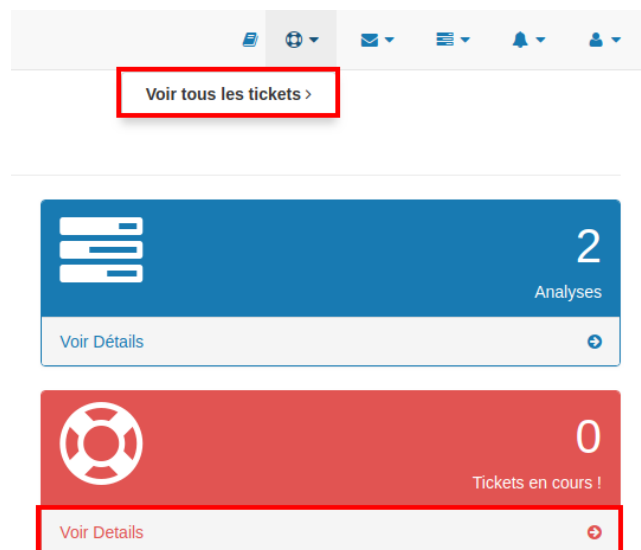 Voir tous les tickets >
2
Analyses
Voir Détails
0
Tickets en cours !
Voir Details